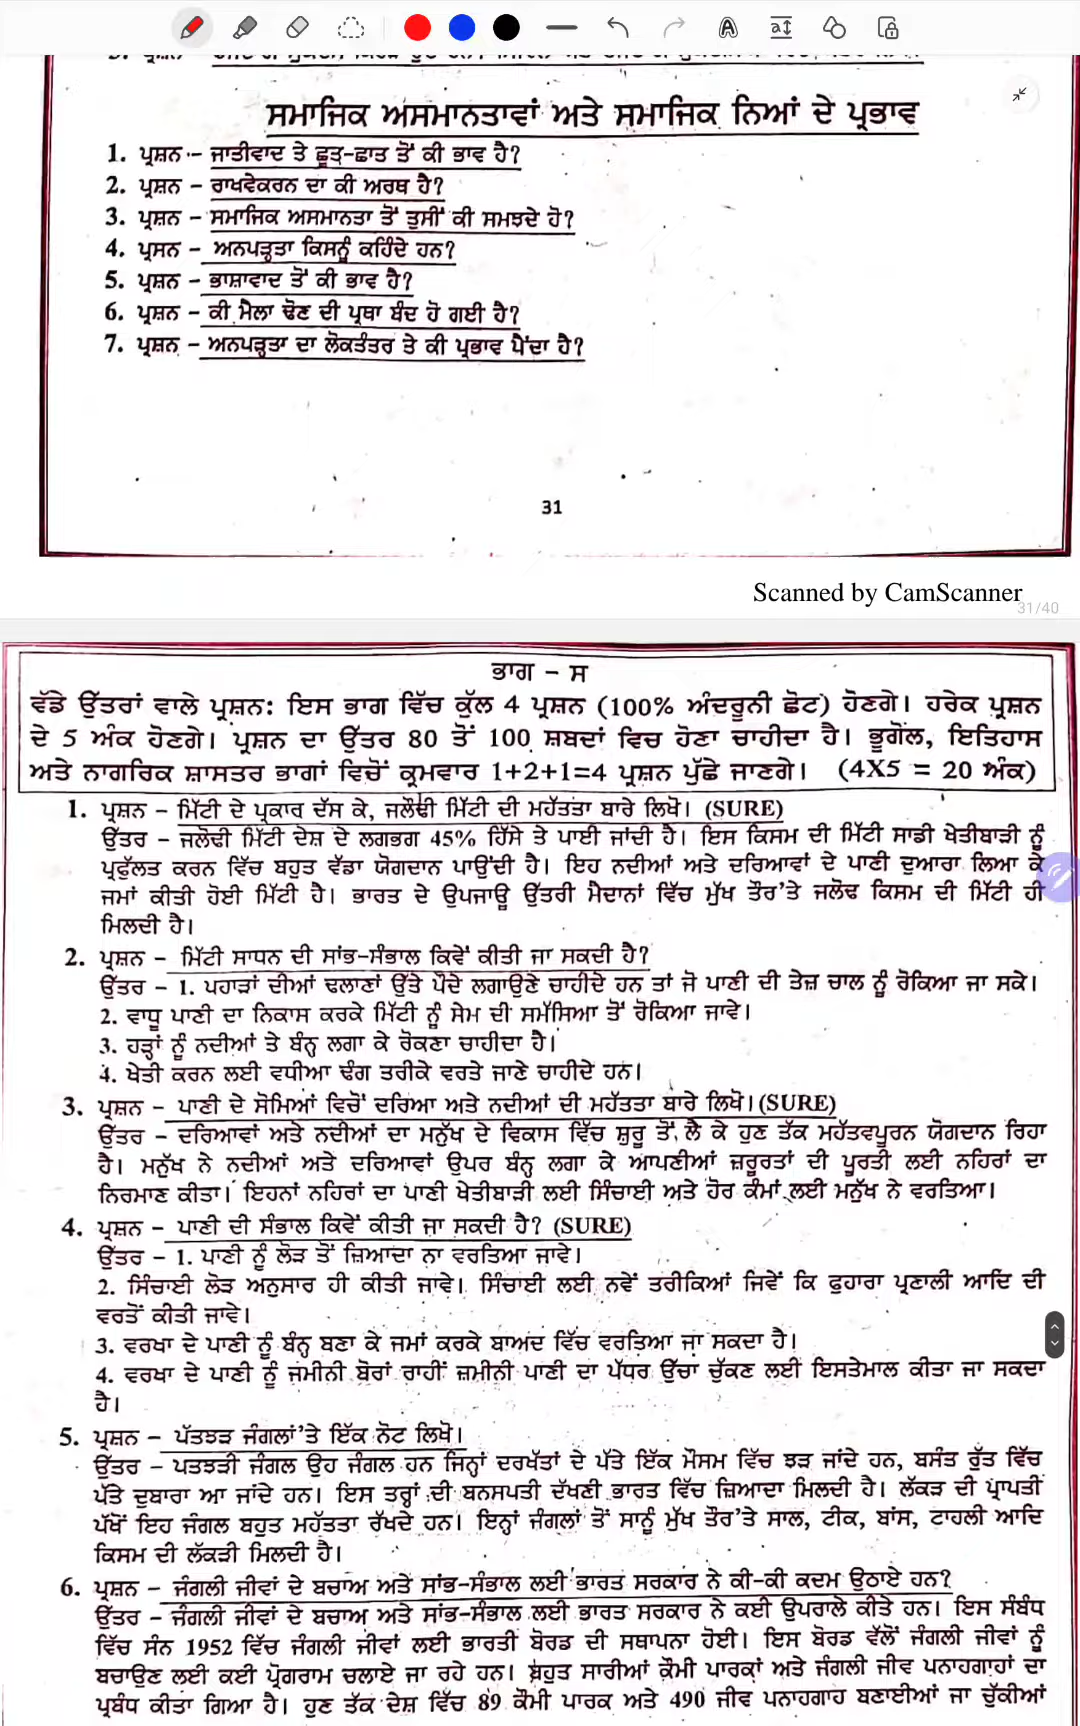 ਸਮਾਜਿਕ ਅਸਮਾਨਤਾਵਾਂ ਅਤੇ ਸਮਾਜਿਕ ਨਿਆਂ ਦੇ ਪ੍ਰਭਾਵ
1. ਪ੍ਰਸ਼ਨ – ਜਾਤੀਵਾਦ ਤੇ ਛੂਤ-ਛਾਤ ਤੋਂ ਕੀ ਭਾਵ ਹੈ?
2. ਪ੍ਰਸ਼ਨ – ਰਾਖਵੇਕਰਨ ਦਾ ਕੀ ਅਰਥ ਹੈ?
3. ਪ੍ਰਸ਼ਨ – ਸਮਾਜਿਕ ਅਸਮਾਨਤਾ ਤੋਂ ਤੁਸੀਂ ਕੀ ਸਮਝਦੇ ਹੋ?
4. ਪ੍ਰਸਨ – ਅਨਪੜ੍ਹਤਾ ਕਿਸਨੂੰ ਕਹਿੰਦੇ ਹਨ?
5. ਪ੍ਰਸ਼ਨ – ਭਾਸ਼ਾਵਾਦ ਤੋਂ ਕੀ ਭਾਵ ਹੈ?
6. ਪ੍ਰਸ਼ਨ – ਕੀ ਮੈਲਾ ਢੋਣ ਦੀ ਪ੍ਰਥਾ ਬੰਦ ਹੋ ਗਈ ਹੈ?
7. ਪ੍ਰਸ਼ਨ – ਅਨਪੜ੍ਹਤਾ ਦਾ ਲੋਕਤੰਤਰ ਤੇ ਕੀ ਪ੍ਰਭਾਵ ਪੈਂਦਾ ਹੈ?
31
Scanned by CamScanner
31/40
ਭਾਗ – ਸ
ਵੱਡੇ ਉੱਤਰਾਂ ਵਾਲੇ ਪ੍ਰਸ਼ਨ: ਇਸ ਭਾਗ ਵਿੱਚ ਕੁੱਲ 4 ਪ੍ਰਸ਼ਨ (100% ਅੰਦਰੂਨੀ ਛੋਟ) ਹੋਣਗੇ। ਹਰੇਕ ਪ੍ਰਸ਼ਨ
ਦੇ 5 ਅੰਕ ਹੋਣਗੇ। ਪ੍ਰਸ਼ਨ ਦਾ ਉੱਤਰ 80 ਤੋਂ 100 ਸ਼ਬਦਾਂ ਵਿਚ ਹੋਣਾ ਚਾਹੀਦਾ ਹੈ। ਭੂਗੋਲ, ਇਤਿਹਾਸ
ਅਤੇ ਨਾਗਰਿਕ ਸ਼ਾਸਤਰ ਭਾਗਾਂ ਵਿਚੋਂ ਕ੍ਰਮਵਾਰ 1+2+1=4 ਪ੍ਰਸ਼ਨ ਪੁੱਛੇ ਜਾਣਗੇ। (4X5 = 20 ਅੰਕ)
1. ਪ੍ਰਸ਼ਨ – ਮਿੱਟੀ ਦੇ ਪ੍ਰਕਾਰ ਦੱਸ ਕੇ, ਜਲੋਢੀ ਮਿੱਟੀ ਦੀ ਮਹੱਤਤਾ ਬਾਰੇ ਲਿਖੋ। (SURE)
ਉੱਤਰ – ਜਲੋਢੀ ਮਿੱਟੀ ਦੇਸ਼ ਦੇ ਲਗਭਗ 45% ਹਿੱਸੇ ਤੇ ਪਾਈ ਜਾਂਦੀ ਹੈ। ਇਸ ਕਿਸਮ ਦੀ ਮਿੱਟੀ ਸਾਡੀ ਖੇਤੀਬਾੜੀ ਨੂੰ
ਪ੍ਰਫੁੱਲਤ ਕਰਨ ਵਿੱਚ ਬਹੁਤ ਵੱਡਾ ਯੋਗਦਾਨ ਪਾਉਂਦੀ ਹੈ। ਇਹ ਨਦੀਆਂ ਅਤੇ ਦਰਿਆਵਾਂ ਦੇ ਪਾਣੀ ਦੁਆਰਾ ਲਿਆ ਕੇ
ਜਮਾਂ ਕੀਤੀ ਹੋਈ ਮਿੱਟੀ ਹੈ। ਭਾਰਤ ਦੇ ਉਪਜਾਊ ਉੱਤਰੀ ਮੈਦਾਨਾਂ ਵਿੱਚ ਮੁੱਖ ਤੌਰ'ਤੇ ਜਲੋਢ ਕਿਸਮ ਦੀ ਮਿੱਟੀ ਹੀ
ਮਿਲਦੀ ਹੈ।
2. ਪ੍ਰਸ਼ਨ – ਮਿੱਟੀ ਸਾਧਨ ਦੀ ਸਾਂਭ-ਸੰਭਾਲ ਕਿਵੇਂ ਕੀਤੀ ਜਾ ਸਕਦੀ ਹੈ?
ਉੱਤਰ – 1. ਪਹਾੜਾਂ ਦੀਆਂ ਢਲਾਣਾਂ ਉੱਤੇ ਪੌਦੇ ਲਗਾਉਣੇ ਚਾਹੀਦੇ ਹਨ ਤਾਂ ਜੋ ਪਾਣੀ ਦੀ ਤੇਜ਼ ਚਾਲ ਨੂੰ ਰੋਕਿਆ ਜਾ ਸਕੇ।
2. ਵਾਧੂ ਪਾਣੀ ਦਾ ਨਿਕਾਸ ਕਰਕੇ ਮਿੱਟੀ ਨੂੰ ਸੇਮ ਦੀ ਸਮੱਸਿਆ ਤੋਂ ਰੋਕਿਆ ਜਾਵੇ।
3. ਹੜ੍ਹਾਂ ਨੂੰ ਨਦੀਆਂ ਤੇ ਬੰਨ੍ਹ ਲਗਾ ਕੇ ਰੋਕਣਾ ਚਾਹੀਦਾ ਹੈ।
4. ਖੇਤੀ ਕਰਨ ਲਈ ਵਧੀਆ ਢੰਗ ਤਰੀਕੇ ਵਰਤੇ ਜਾਣੇ ਚਾਹੀਦੇ ਹਨ।
3. ਪ੍ਰਸ਼ਨ – ਪਾਣੀ ਦੇ ਸੋਮਿਆਂ ਵਿਚੋਂ ਦਰਿਆ ਅਤੇ ਨਦੀਆਂ ਦੀ ਮਹੱਤਤਾ ਬਾਰੇ ਲਿਖੋ। (SURE)
ਉੱਤਰ – ਦਰਿਆਵਾਂ ਅਤੇ ਨਦੀਆਂ ਦਾ ਮਨੁੱਖ ਦੇ ਵਿਕਾਸ ਵਿੱਚ ਸ਼ੁਰੂ ਤੋਂ ਲੈ ਕੇ ਹੁਣ ਤੱਕ ਮਹੱਤਵਪੂਰਨ ਯੋਗਦਾਨ ਰਿਹਾ
ਹੈ। ਮਨੁੱਖ ਨੇ ਨਦੀਆਂ ਅਤੇ ਦਰਿਆਵਾਂ ਉਪਰ ਬੰਨ੍ਹ ਲਗਾ ਕੇ ਆਪਣੀਆਂ ਜ਼ਰੂਰਤਾਂ ਦੀ ਪੂਰਤੀ ਲਈ ਨਹਿਰਾਂ ਦਾ
ਨਿਰਮਾਣ ਕੀਤਾ। ਇਹਨਾਂ ਨਹਿਰਾਂ ਦਾ ਪਾਣੀ ਖੇਤੀਬਾੜੀ ਲਈ ਸਿੰਚਾਈ ਅਤੇ ਹੋਰ ਕੰਮਾਂ ਲਈ ਮਨੁੱਖ ਨੇ ਵਰਤਿਆ।
4. ਪ੍ਰਸ਼ਨ – ਪਾਣੀ ਦੀ ਸੰਭਾਲ ਕਿਵੇਂ ਕੀਤੀ ਜਾ ਸਕਦੀ ਹੈ? (SURE)
ਉੱਤਰ – 1. ਪਾਣੀ ਨੂੰ ਲੋੜ ਤੋਂ ਜ਼ਿਆਦਾ ਨਾ ਵਰਤਿਆ ਜਾਵੇ।
2. ਸਿੰਚਾਈ ਲੋੜ ਅਨੁਸਾਰ ਹੀ ਕੀਤੀ ਜਾਵੇ। ਸਿੰਚਾਈ ਲਈ ਨਵੇਂ ਤਰੀਕਿਆਂ ਜਿਵੇਂ ਕਿ ਫੁਹਾਰਾ ਪ੍ਰਣਾਲੀ ਆਦਿ ਦੀ
ਵਰਤੋਂ ਕੀਤੀ ਜਾਵੇ।
3. ਵਰਖਾ ਦੇ ਪਾਣੀ ਨੂੰ ਬੰਨ੍ਹ ਬਣਾ ਕੇ ਜਮਾਂ ਕਰਕੇ ਬਾਅਦ ਵਿੱਚ ਵਰਤਿਆ ਜਾ ਸਕਦਾ ਹੈ।
4. ਵਰਖਾ ਦੇ ਪਾਣੀ ਨੂੰ ਜ਼ਮੀਨੀ ਬੋਰਾਂ ਰਾਹੀਂ ਜ਼ਮੀਨੀ ਪਾਣੀ ਦਾ ਪੱਧਰ ਉੱਚਾ ਚੁੱਕਣ ਲਈ ਇਸਤੇਮਾਲ ਕੀਤਾ ਜਾ ਸਕਦਾ
ਹੈ।
5. ਪ੍ਰਸ਼ਨ – ਪੱਤਝੜ ਜੰਗਲਾਂ'ਤੇ ਇੱਕ ਨੋਟ ਲਿਖੋ।
ਉੱਤਰ – ਪਤਝੜੀ ਜੰਗਲ ਉਹ ਜੰਗਲ ਹਨ ਜਿਨ੍ਹਾਂ ਦਰਖੱਤਾਂ ਦੇ ਪੱਤੇ ਇੱਕ ਮੌਸਮ ਵਿੱਚ ਝੜ ਜਾਂਦੇ ਹਨ, ਬਸੰਤ ਰੁੱਤ ਵਿੱਚ
ਪੱਤੇ ਦੁਬਾਰਾ ਆ ਜਾਂਦੇ ਹਨ। ਇਸ ਤਰ੍ਹਾਂ ਦੀ ਬਨਸਪਤੀ ਦੱਖਣੀ ਭਾਰਤ ਵਿੱਚ ਜ਼ਿਆਦਾ ਮਿਲਦੀ ਹੈ। ਲੱਕੜ ਦੀ ਪ੍ਰਾਪਤੀ
ਪੱਖੋਂ ਇਹ ਜੰਗਲ ਬਹੁਤ ਮਹੱਤਤਾ ਰੱਖਦੇ ਹਨ। ਇਨ੍ਹਾਂ ਜੰਗਲਾਂ ਤੋਂ ਸਾਨੂੰ ਮੁੱਖ ਤੌਰ'ਤੇ ਸਾਲ, ਟੀਕ, ਬਾਂਸ, ਟਾਹਲੀ ਆਦਿ
ਕਿਸਮ ਦੀ ਲੱਕੜੀ ਮਿਲਦੀ ਹੈ।
6. ਪ੍ਰਸ਼ਨ – ਜੰਗਲੀ ਜੀਵਾਂ ਦੇ ਬਚਾਅ ਅਤੇ ਸਾਂਭ-ਸੰਭਾਲ ਲਈ ਭਾਰਤ ਸਰਕਾਰ ਨੇ ਕੀ-ਕੀ ਕਦਮ ਉਠਾਏ ਹਨ?
ਉੱਤਰ – ਜੰਗਲੀ ਜੀਵਾਂ ਦੇ ਬਚਾਅ ਅਤੇ ਸਾਂਭ-ਸੰਭਾਲ ਲਈ ਭਾਰਤ ਸਰਕਾਰ ਨੇ ਕਈ ਉਪਰਾਲੇ ਕੀਤੇ ਹਨ। ਇਸ ਸੰਬੰਧ
ਵਿੱਚ ਸੰਨ 1952 ਵਿੱਚ ਜੰਗਲੀ ਜੀਵਾਂ ਲਈ ਭਾਰਤੀ ਬੋਰਡ ਦੀ ਸਥਾਪਨਾ ਹੋਈ। ਇਸ ਬੋਰਡ ਵੱਲੋਂ ਜੰਗਲੀ ਜੀਵਾਂ ਨੂੰ
ਬਚਾਉਣ ਲਈ ਕਈ ਪ੍ਰੋਗਰਾਮ ਚਲਾਏ ਜਾ ਰਹੇ ਹਨ। ਬਹੁਤ ਸਾਰੀਆਂ ਕੌਮੀ ਪਾਰਕਾਂ ਅਤੇ ਜੰਗਲੀ ਜੀਵ ਪਨਾਹਗਾਹਾਂ ਦਾ
ਪ੍ਰਬੰਧ ਕੀਤਾ ਗਿਆ ਹੈ। ਹੁਣ ਤੱਕ ਦੇਸ਼ ਵਿੱਚ 89 ਕੌਮੀ ਪਾਰਕ ਅਤੇ 490 ਜੀਵ ਪਨਾਹਗਾਹ ਬਣਾਈਆਂ ਜਾ ਚੁੱਕੀਆਂ